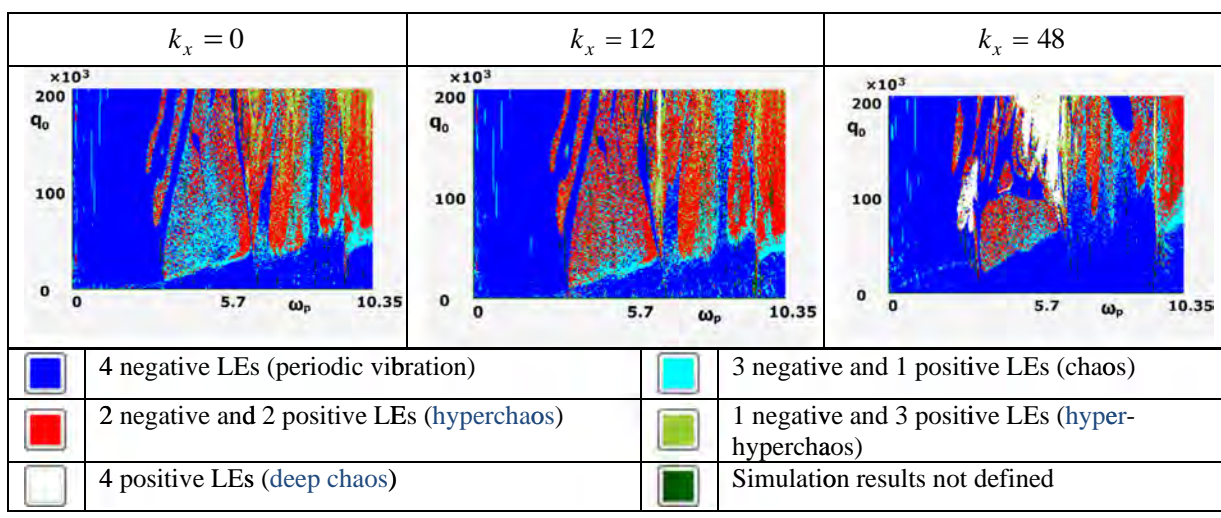 k_x = 0
k_x = 12
k_x = 48
×10³
200
q₀
100
0
0
5.7
ω_p
10.35
×10³
200
q₀
100
0
0
5.7
ω_p
10.35
×10³
200
q₀
100
0
0
5.7
ω_p
10.35
4 negative LEs (periodic vibration)
3 negative and 1 positive LEs (chaos)
2 negative and 2 positive LEs (hyperchaos)
1 negative and 3 positive LEs (hyper-
hyperchaos)
4 positive LEs (deep chaos)
Simulation results not defined